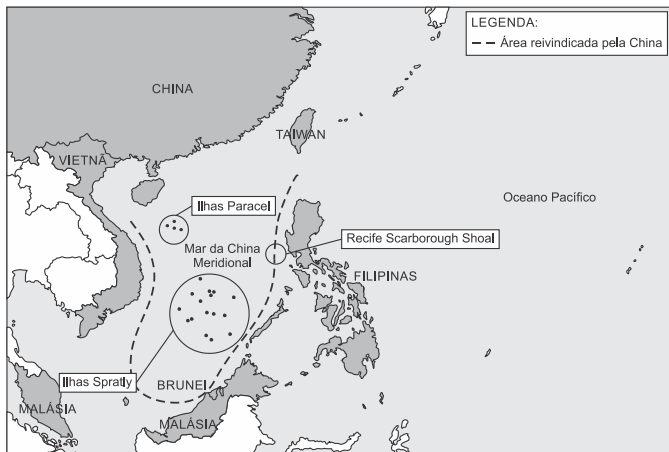 LEGENDA:
Área reivindicada pela China
CHINA
TAIWAN
VIETNÃ
Ilhas Paracel
Oceano Pacífico
Mar da China
Meridional
Recife Scarborough Shoal
FILIPINAS
Ilhas Spratly
BRUNEI
MALÁSIA
MALÁSIA